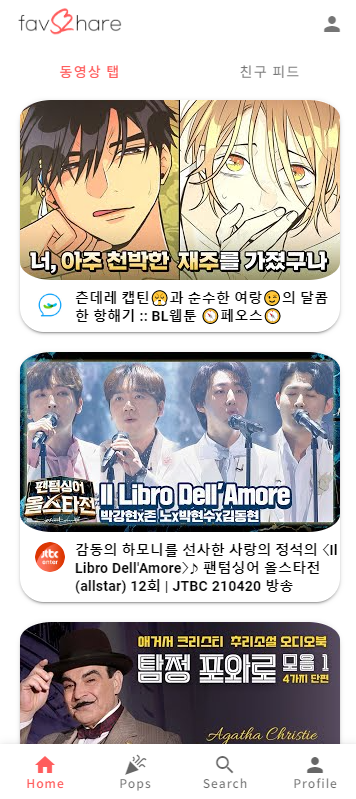 favShare
동영상 탭
친구 피드
너, 아주 천박한 재주를 가졌구나
츤데레 캡틴😤과 순수한 여랑😉의 달콤
한 항해기 :: BL웹툰 🧭페오스🧭
팬텀싱어
올스타전
Il Libro Dell'Amore
박강현x존 노x박현수x김동현
jtbc
enter
감동의 하모니를 선사한 사랑의 정석의 〈Il
Libro Dell'Amore〉♪ 팬텀싱어 올스타전
(allstar) 12회 | JTBC 210420 방송
애거서 크리스티 추리소설 오디오북
탐정 포와로 모음 1
4가지 단편
Agatha Christie
Home
Pops
Search
Profile